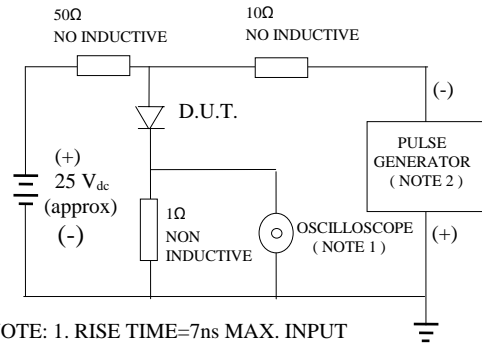 50Ω
NO INDUCTIVE
10Ω
NO INDUCTIVE
D.U.T.
(-)
PULSE
GENERATOR
( NOTE 2 )
(+)
(+)
25 Vdc
(approx)
(-)
1Ω
NON
INDUCTIVE
OSCILLOSCOPE
( NOTE 1 )
OTE: 1. RISE TIME=7ns MAX. INPUT